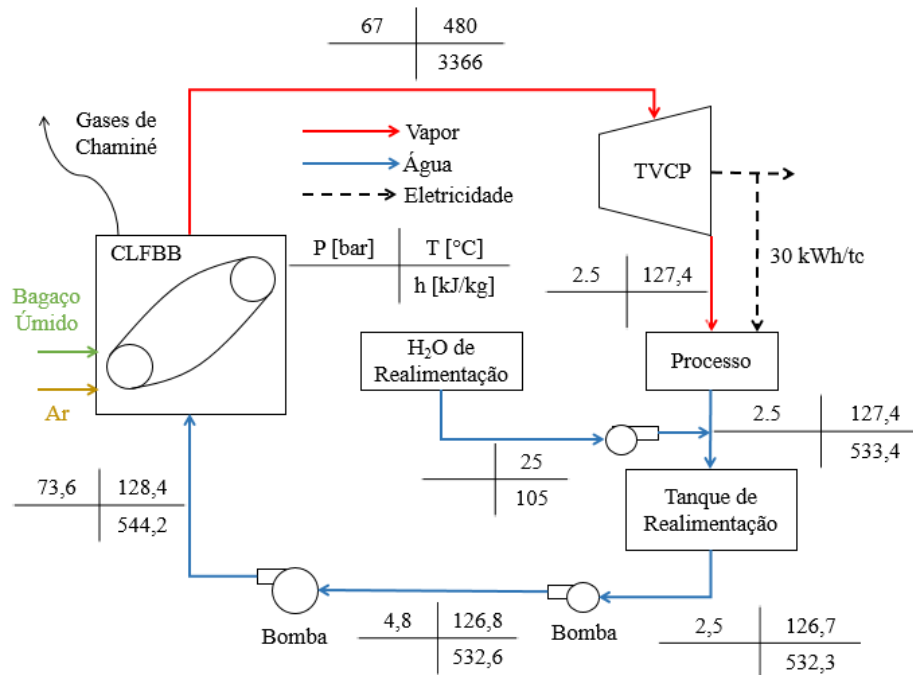 67 480
3366
Gases de
Chaminé
Vapor
Água
Eletricidade
TVCP
30 kWh/tc
CLFBB
P [bar] T [°C]
h [kJ/kg]
2.5 127,4
Bagaço
Úmido
Ar
H₂O de
Realimentação
Processo
2.5 127,4
533,4
25
105
Tanque de
Realimentação
73,6 128,4
544,2
Bomba
4,8 126,8
532,6
Bomba
2,5 126,7
532,3